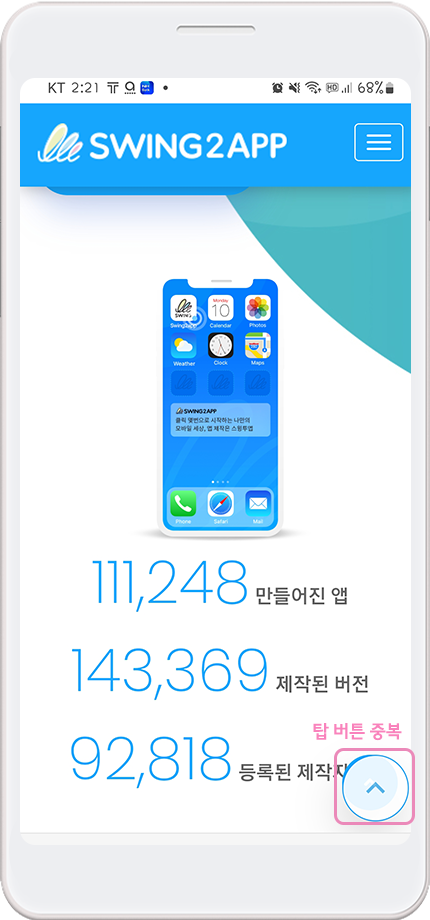 KT 2:21
68%
SWING2APP
SWING
Swing2app
Monday
10
Calendar
Photos
Weather
Clock
Maps
SWING2APP
클릭 몇번으로 시작하는 나만의
모바일 세상, 앱 제작은 스윙투앱
Phone
Safari
Mail
111,248 만들어진 앱
143,369 제작된 버전
탑 버튼 중복
92,818 등록된 제작자